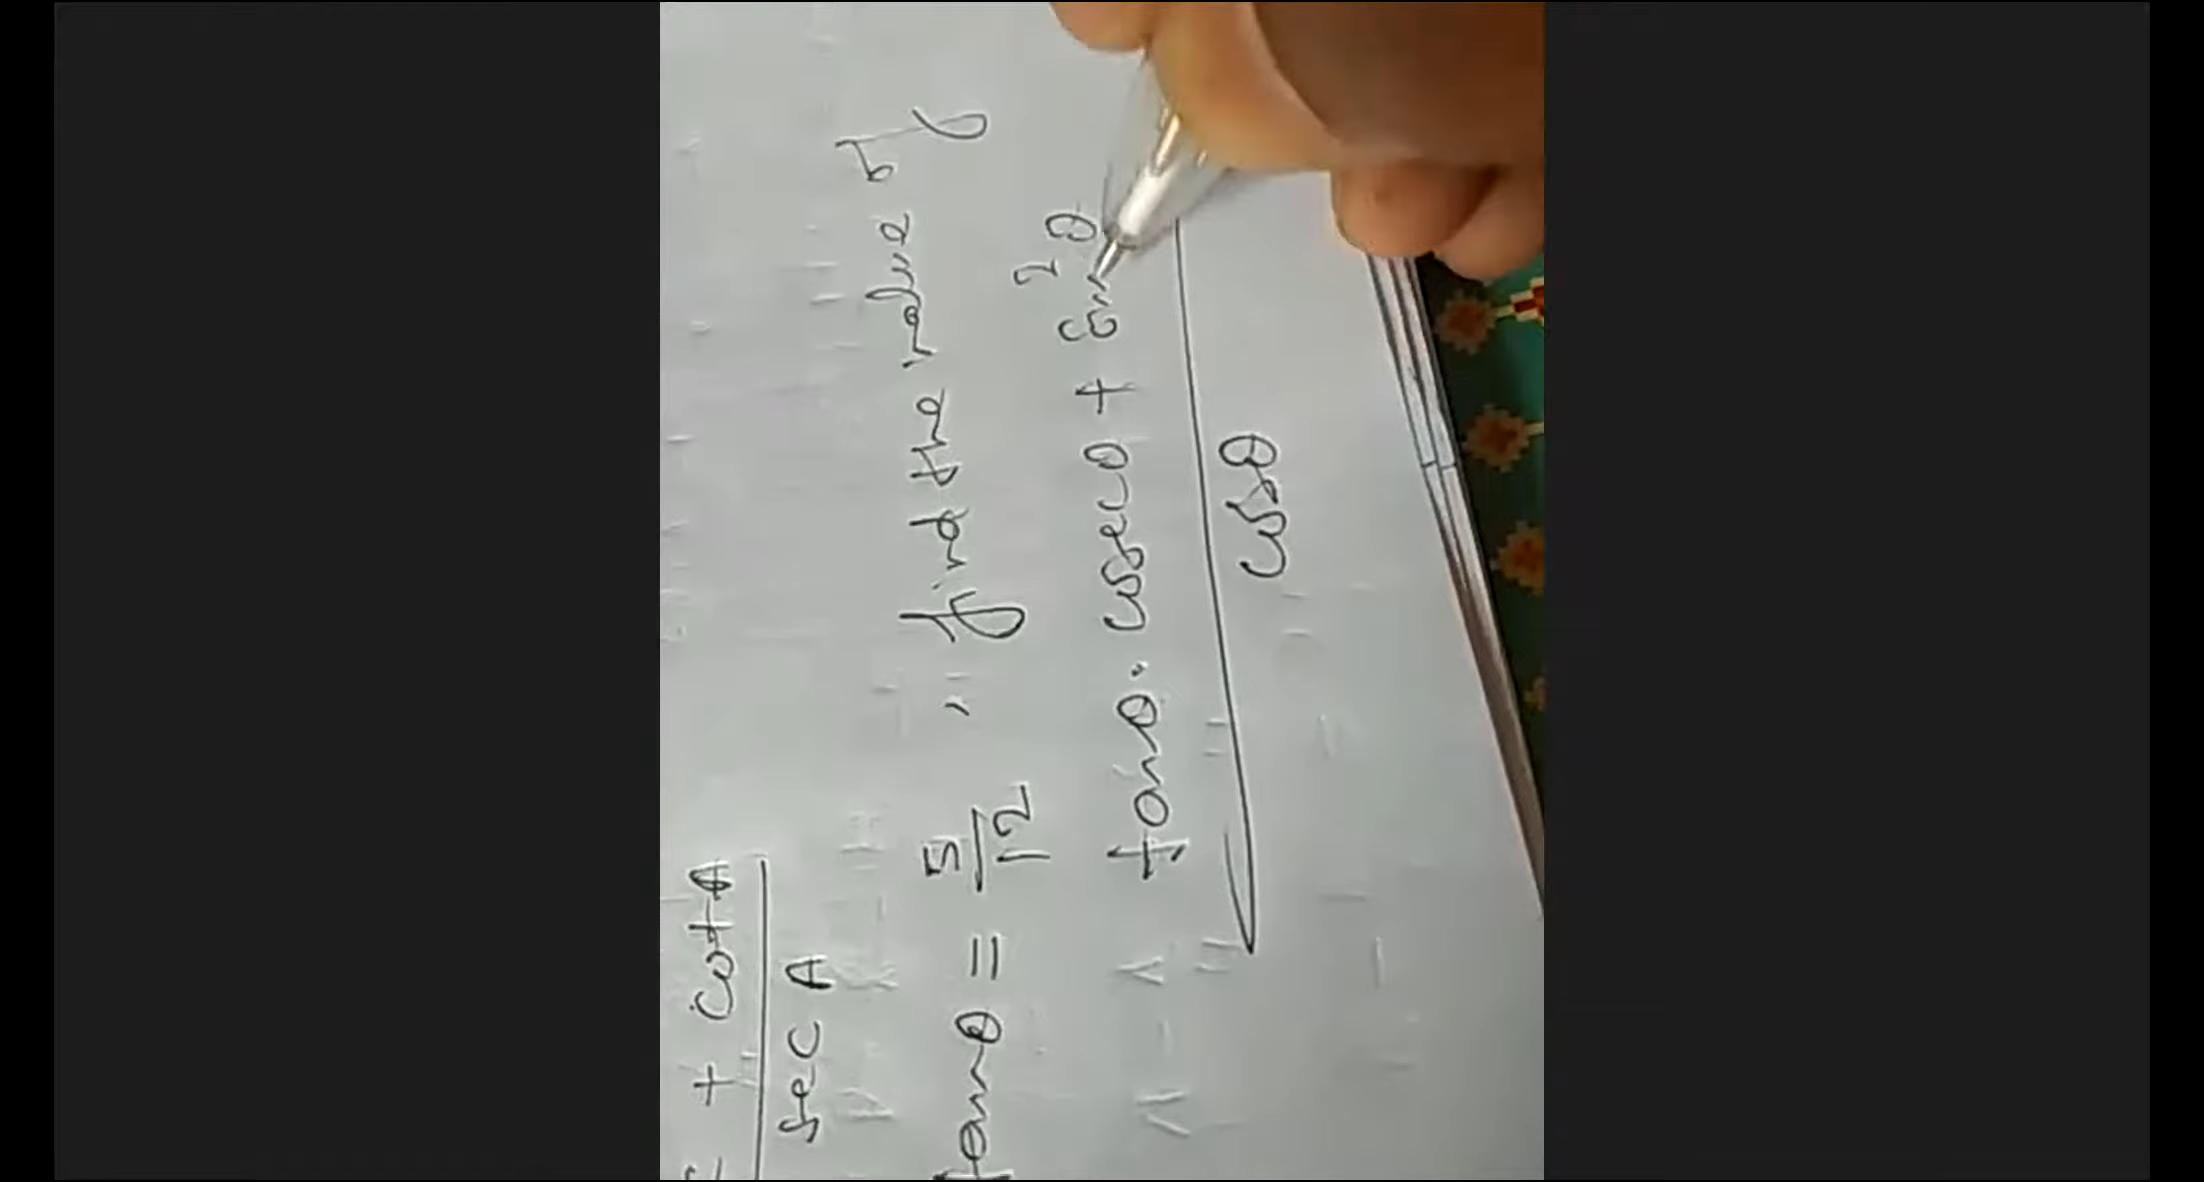 + cot A
sec A
tanθ = 5/12 , find the value of
tanθ · cosecθ + sin²θ
cosθ